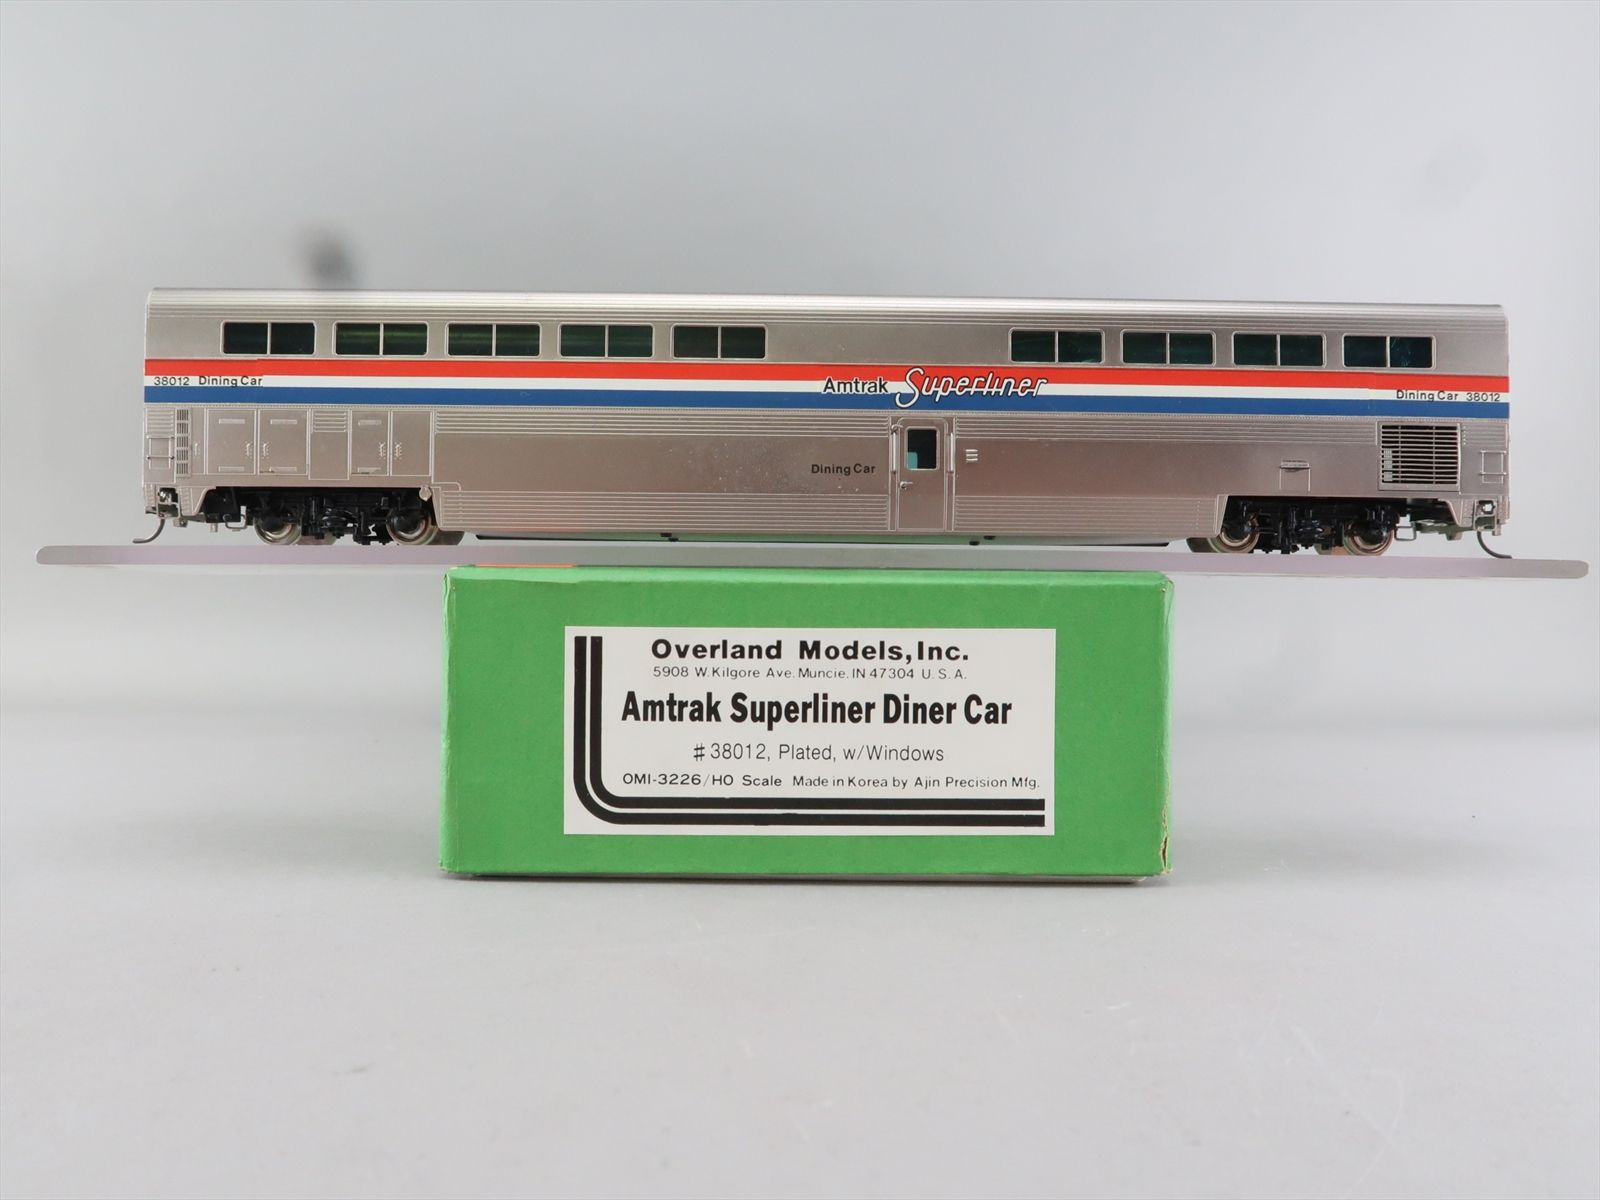 38012 Dining Car
Amtrak Superliner
Dining Car 38012
Dining Car
Overland Models, Inc.
5908 W. Kilgore Ave. Muncie. IN 47304 U. S. A.
Amtrak Superliner Diner Car
#38012, Plated, w/Windows
OMI-3226/HO Scale Made in Korea by Ajin Precision Mfg.